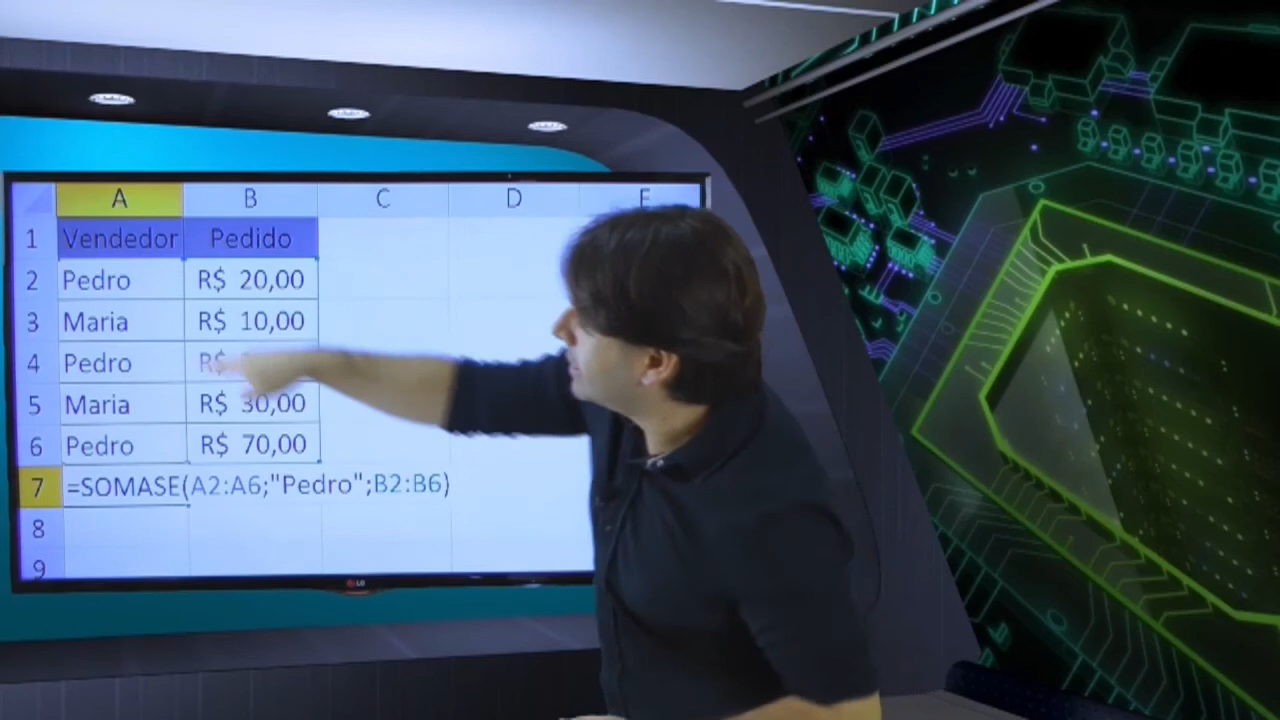 A B C D E
1 Vendedor Pedido
2 Pedro R$ 20,00
3 Maria R$ 10,00
4 Pedro R$
5 Maria R$ 30,00
6 Pedro R$ 70,00
7 =SOMASE(A2:A6;"Pedro";B2:B6)
8
9
LG